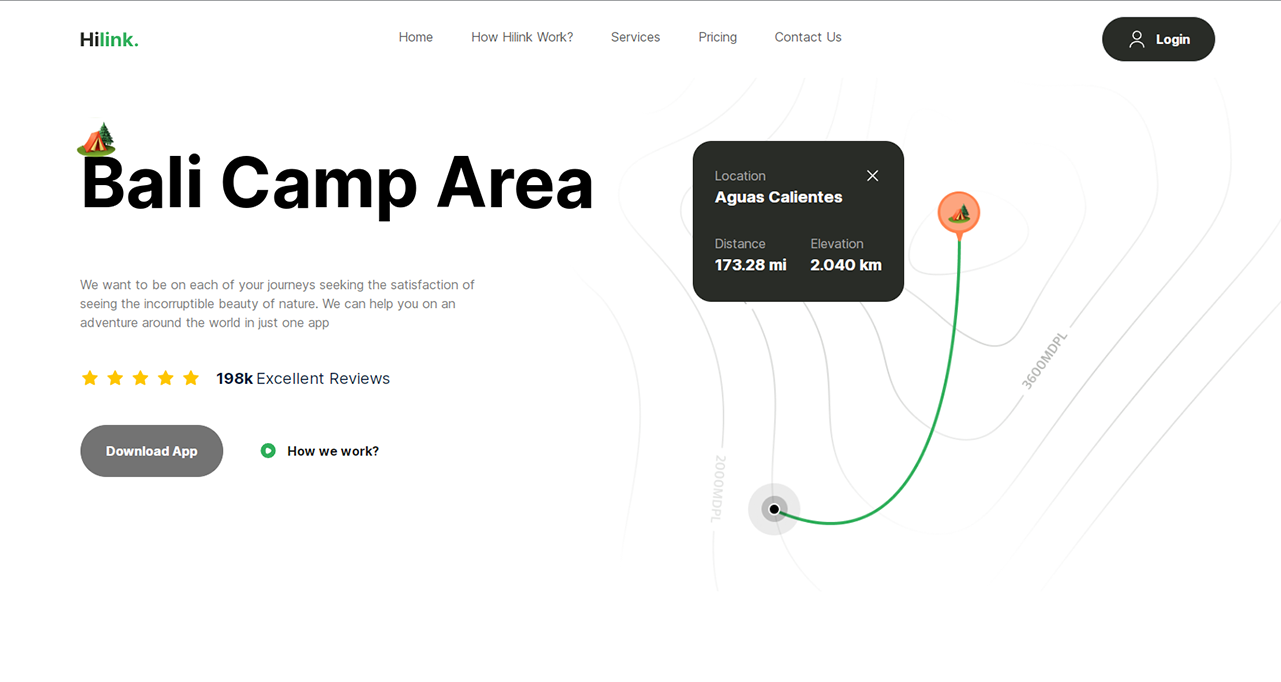 Hilink.
Home
How Hilink Work?
Services
Pricing
Contact Us
Login
Bali Camp Area
We want to be on each of your journeys seeking the satisfaction of
seeing the incorruptible beauty of nature. We can help you on an
adventure around the world in just one app
198k Excellent Reviews
Download App
How we work?
Location
Aguas Calientes
Distance
Elevation
173.28 mi
2.040 km
3600MDPL
2000MDPL